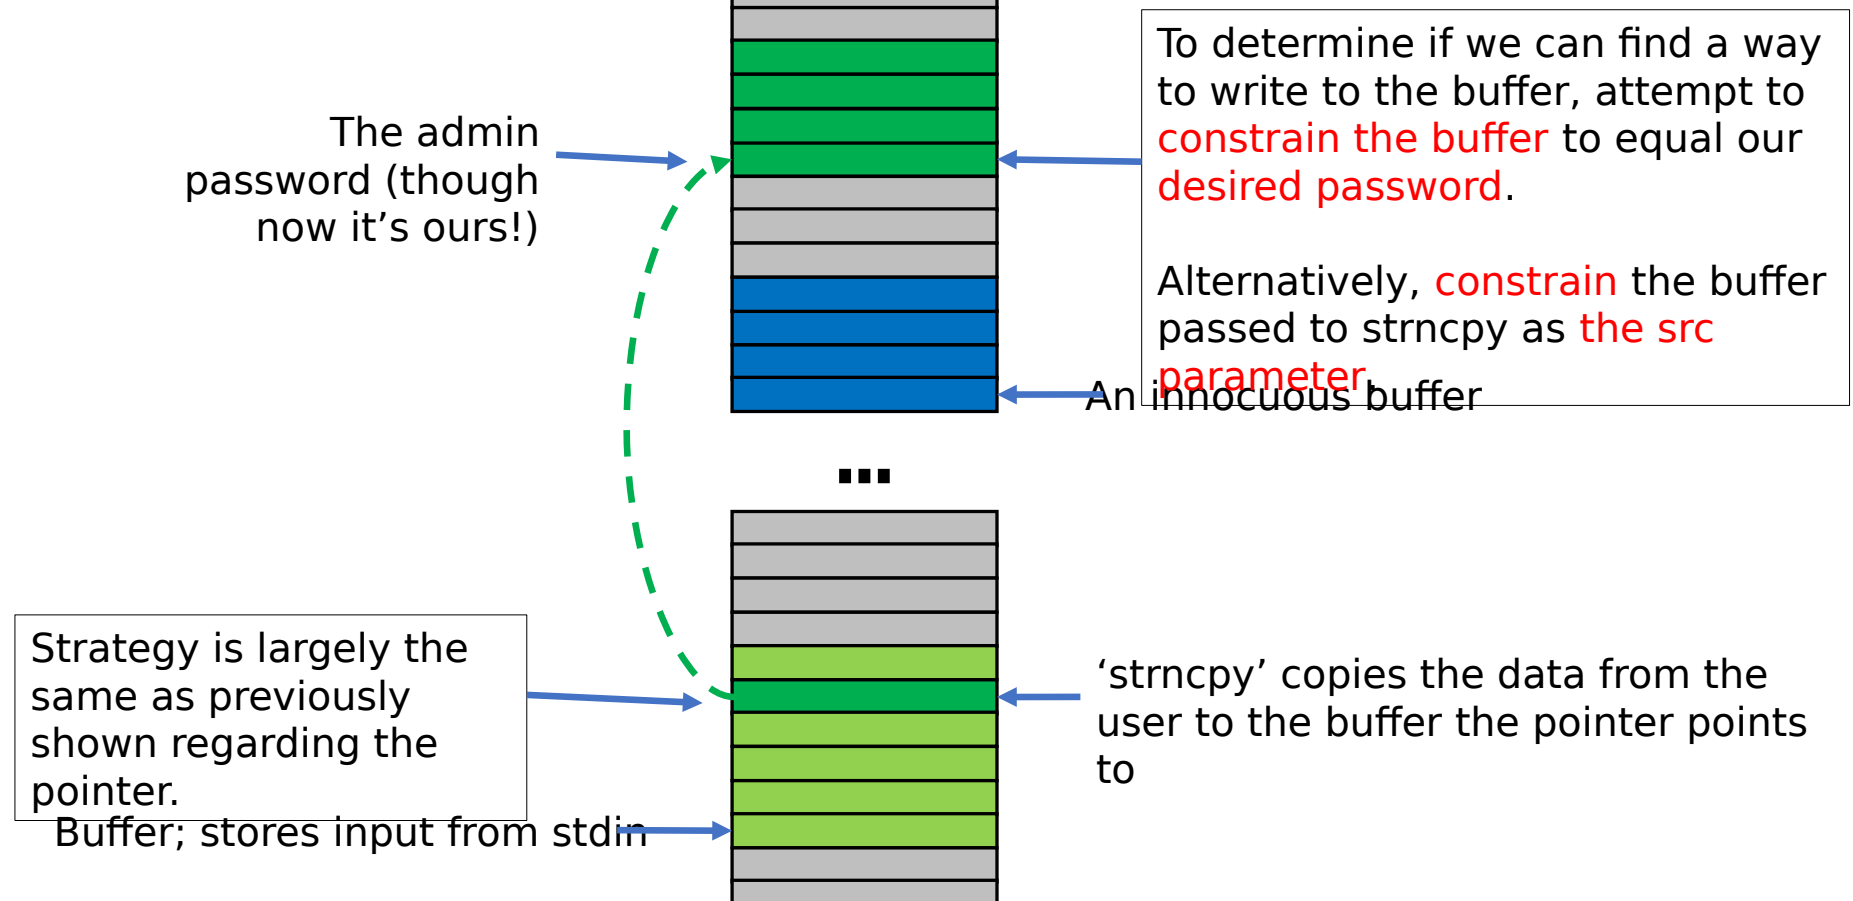 The admin
password (though
now it’s ours!)
To determine if we can find a way
to write to the buffer, attempt to
constrain the buffer to equal our
desired password.
Alternatively, constrain the buffer
passed to strncpy as the src
parameter.
An innocuous buffer
...
Strategy is largely the
same as previously
shown regarding the
pointer.
Buffer; stores input from stdin
‘strncpy’ copies the data from the
user to the buffer the pointer points
to